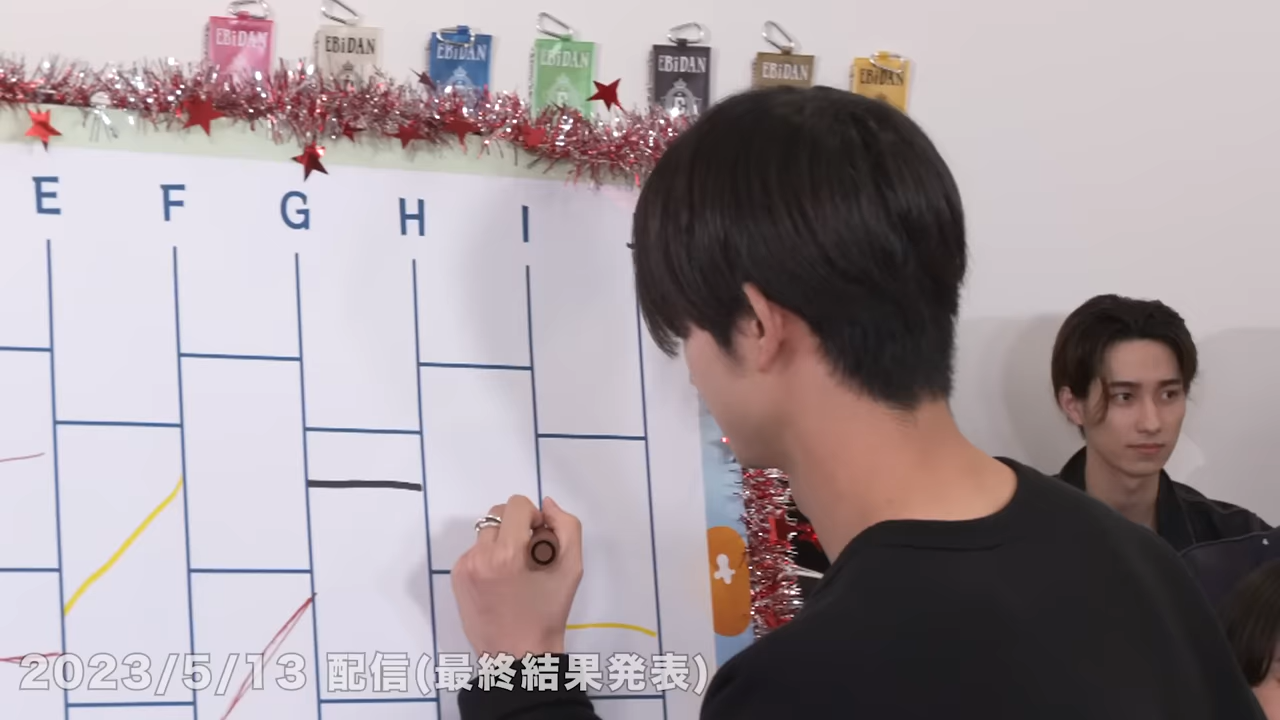 EBiDAN EBiDAN EBiDAN EBiDAN EBiDAN EBiDAN EBiDAN
E F G H I
2023/5/13 配信(最終結果発表)